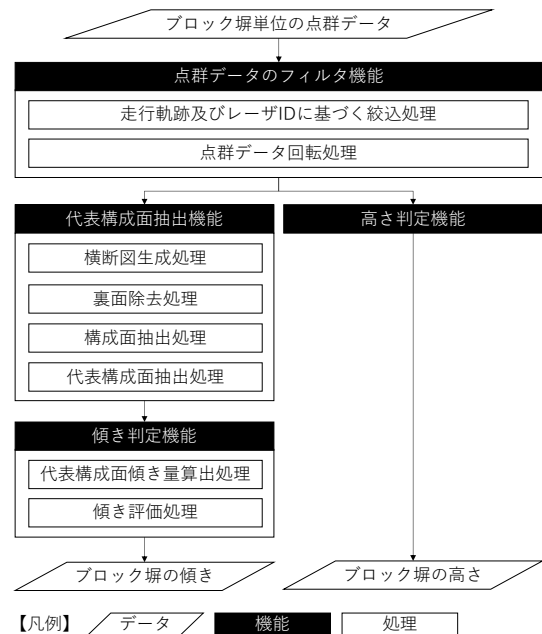 ブロック塀単位の点群データ
点群データのフィルタ機能
走行軌跡及びレーザIDに基づく絞込処理
点群データ回転処理
代表構成面抽出機能
高さ判定機能
横断図生成処理
裏面除去処理
構成面抽出処理
代表構成面抽出処理
傾き判定機能
代表構成面傾き量算出処理
傾き評価処理
ブロック塀の傾き
ブロック塀の高さ
【凡例】 データ 機能 処理